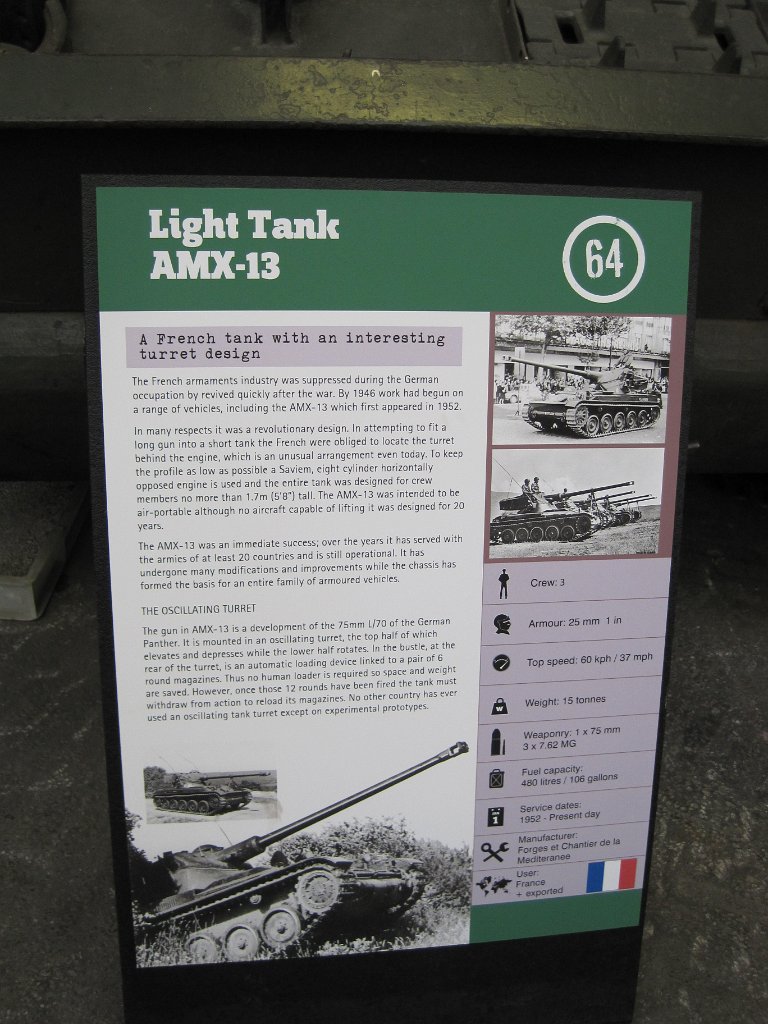 Light Tank
AMX-13
64
A French tank with an interesting
turret design
The French armaments industry was suppressed during the German
occupation by revived quickly after the war. By 1946 work had begun on
a range of vehicles, including the AMX-13 which first appeared in 1952.
In many respects it was a revolutionary design. In attempting to fit a
long gun into a short tank the French were obliged to locate the turret
behind the engine, which is an unusual arrangement even today. To keep
the profile as low as possible a Saviem, eight cylinder horizontally
opposed engine is used and the entire tank was designed for crew
members no more than 1.7m (5'8") tall. The AMX-13 was intended to be
air-portable although no aircraft capable of lifting it was designed for 20
years.
The AMX-13 was an immediate success; over the years it has served with
the armies of at least 20 countries and is still operational. It has
undergone many modifications and improvements while the chassis has
formed the basis for an entire family of armoured vehicles.
THE OSCILLATING TURRET
The gun in AMX-13 is a development of the 75mm L/70 of the German
Panther. It is mounted in an oscillating turret, the top half of which
elevates and depresses while the lower half rotates. In the bustle, at the
rear of the turret, is an automatic loading device linked to a pair of 6
round magazines. Thus no human loader is required so space and weight
are saved. However, once those 12 rounds have been fired the tank must
withdraw from action to reload its magazines. No other country has ever
used an oscillating tank turret except on experimental prototypes.
Crew: 3
Armour: 25 mm 1 in
Top speed: 60 kph / 37 mph
W
Weight: 15 tonnes
Weaponry: 1 x 75 mm
3 x 7.62 MG
Fuel capacity:
480 litres / 106 gallons
JAN
1
Service dates:
1952 - Present day
Manufacturer:
Forges et Chantier de la
Mediteranee
User:
France
+ exported